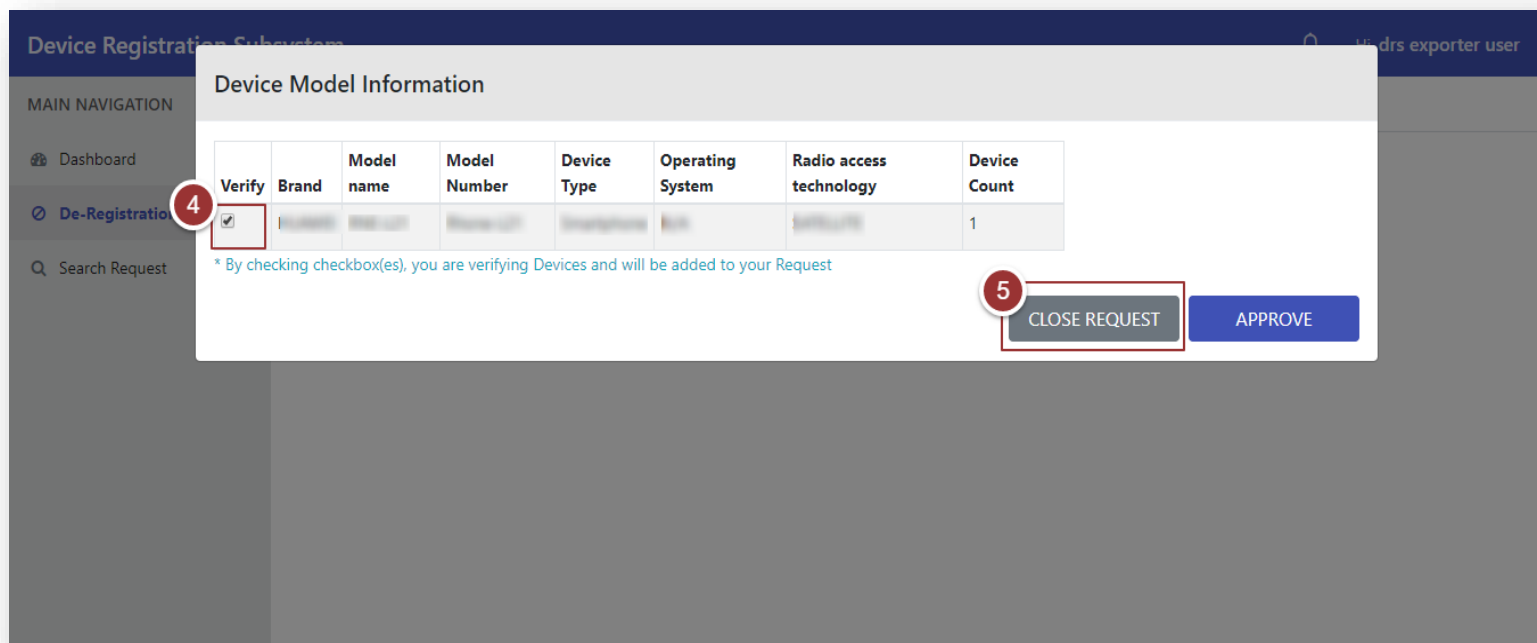 Device Registration Subsystem
Hi, drs exporter user
MAIN NAVIGATION
Dashboard
De-Registration
Search Request
Device Model Information
Verify Brand Model name Model Number Device Type Operating System Radio access technology Device Count
1
* By checking checkbox(es), you are verifying Devices and will be added to your Request
4
5
CLOSE REQUEST
APPROVE